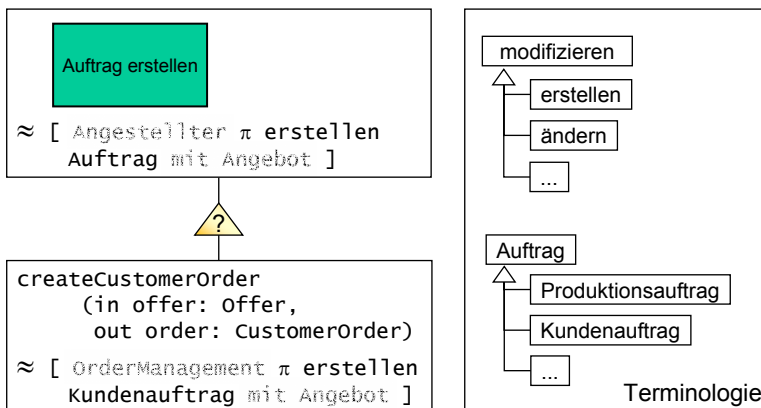 Auftrag erstellen
≈ [ Angestellter π erstellen
Auftrag mit Angebot ]
?
createCustomerOrder
(in offer: Offer,
out order: CustomerOrder)
≈ [ OrderManagement π erstellen
Kundenauftrag mit Angebot ]
modifizieren
erstellen
ändern
...
Auftrag
Produktionsauftrag
Kundenauftrag
...
Terminologie